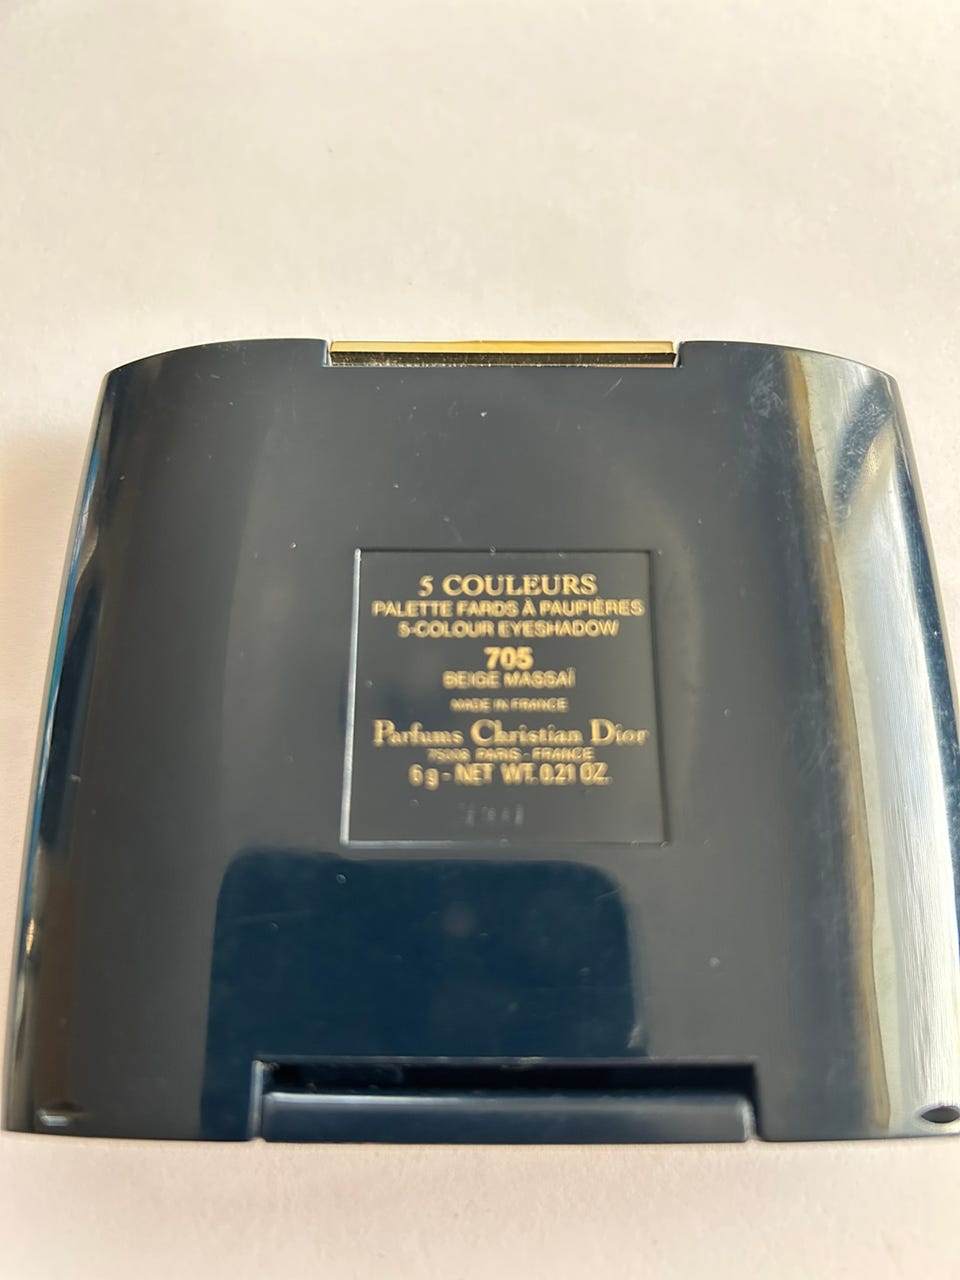 5 COULEURS
PALETTE FARDS À PAUPIÈRES
5-COLOUR EYESHADOW
705
BEIGE MASSAÏ
MADE IN FRANCE
Parfums Christian Dior
75008 PARIS - FRANCE
6 g - NET WT. 0.21 OZ.